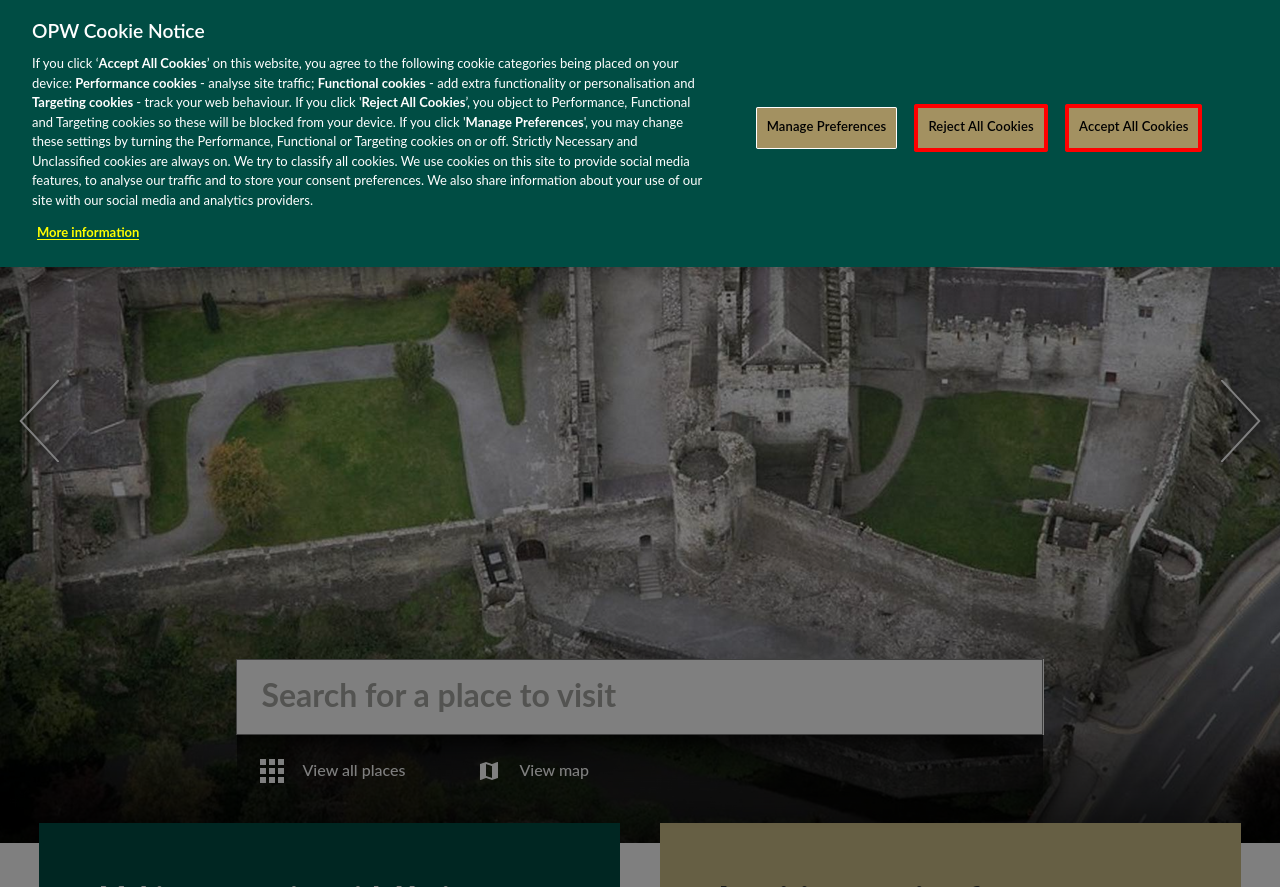 OPW Cookie Notice
If you click ‘Accept All Cookies’ on this website, you agree to the following cookie categories being placed on your
device: Performance cookies - analyse site traffic; Functional cookies - add extra functionality or personalisation and
Targeting cookies - track your web behaviour. If you click 'Reject All Cookies', you object to Performance, Functional
and Targeting cookies so these will be blocked from your device. If you click 'Manage Preferences', you may change
these settings by turning the Performance, Functional or Targeting cookies on or off. Strictly Necessary and
Unclassified cookies are always on. We try to classify all cookies. We use cookies on this site to provide social media
features, to analyse our traffic and to store your consent preferences. We also share information about your use of our
site with our social media and analytics providers.
More information
Manage Preferences
Reject All Cookies
Accept All Cookies
Search for a place to visit
View all places
View map